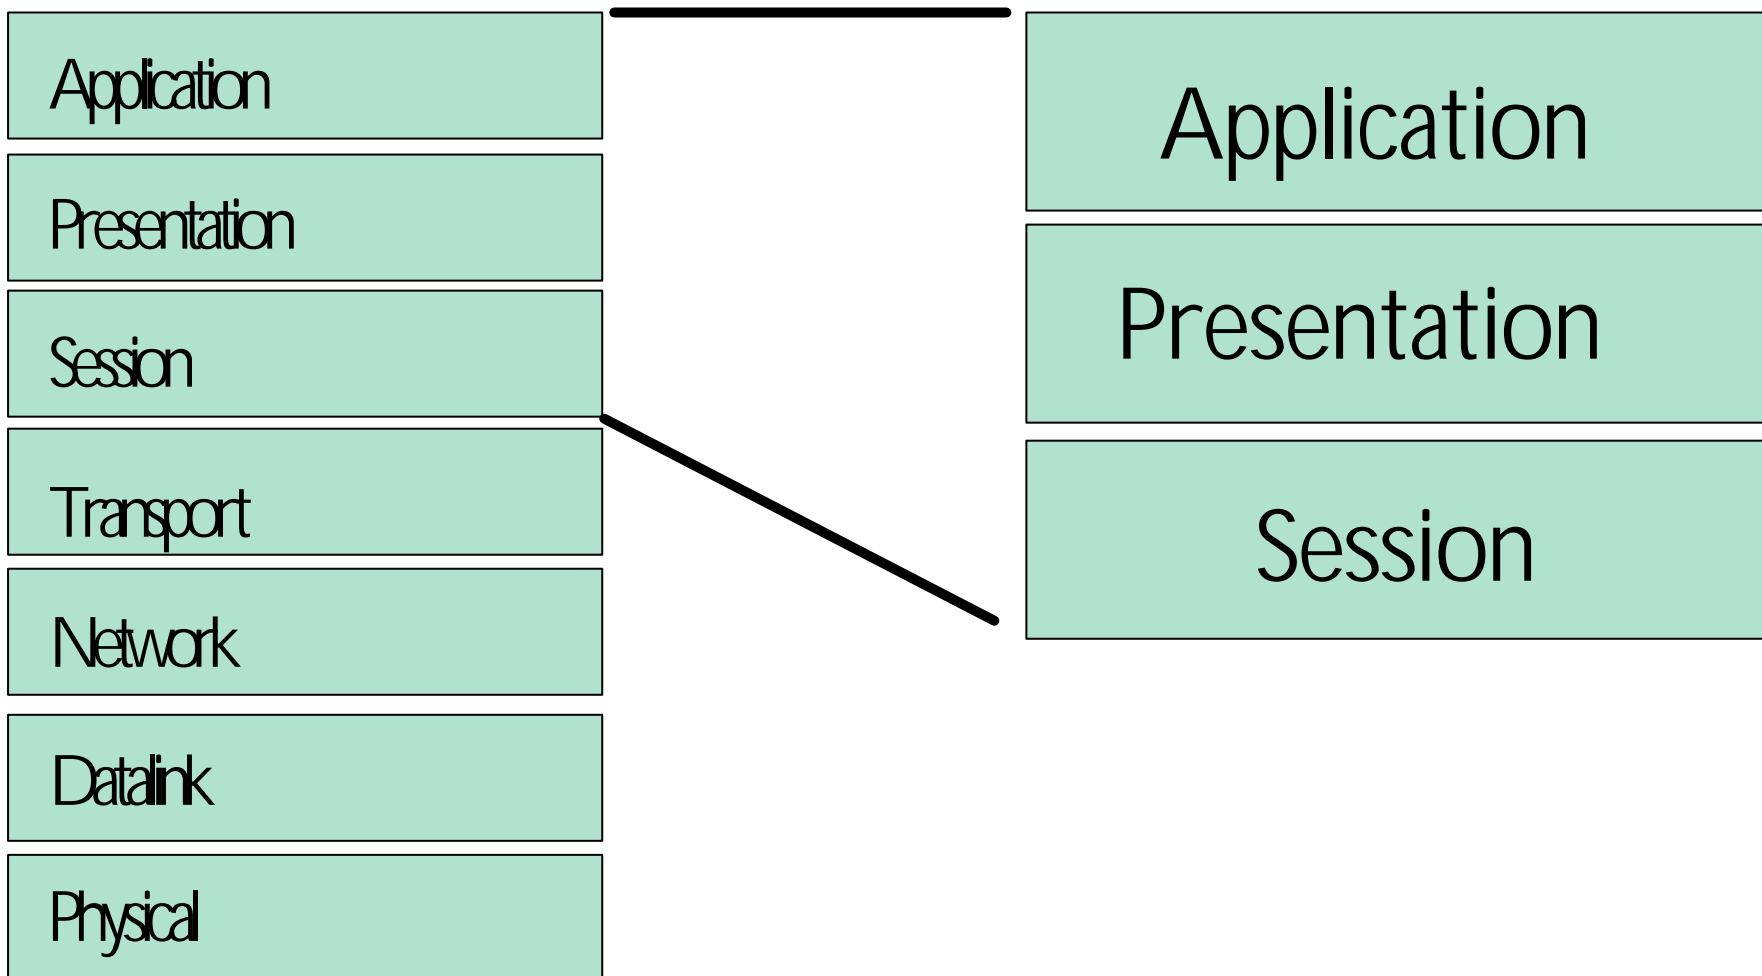 Application
Presentation
Session
Transport
Network
Datalink
Physical
Application
Presentation
Session